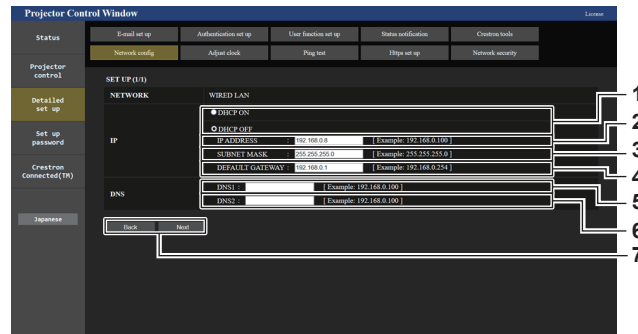 Projector Control Window
License
Status
E-mail set up
Authentication set up
User function set up
Status notification
Crestron tools
Network config
Adjust clock
Ping test
Https set up
Network security
Projector
control
SET UP (1/1)
NETWORK
WIRED LAN
1
Detailed
set up
DHCP ON
2
DHCP OFF
IP
IP ADDRESS : 192.168.0.8 [ Example: 192.168.0.100 ]
3
Set up
password
SUBNET MASK : 255.255.255.0 [ Example: 255.255.255.0 ]
DEFAULT GATEWAY : 192.168.0.1 [ Example: 192.168.0.254 ]
4
Crestron
Connected(TM)
DNS
DNS1 : [ Example: 192.168.0.100 ]
5
DNS2 : [ Example: 192.168.0.100 ]
6
Japanese
Back
Next
7